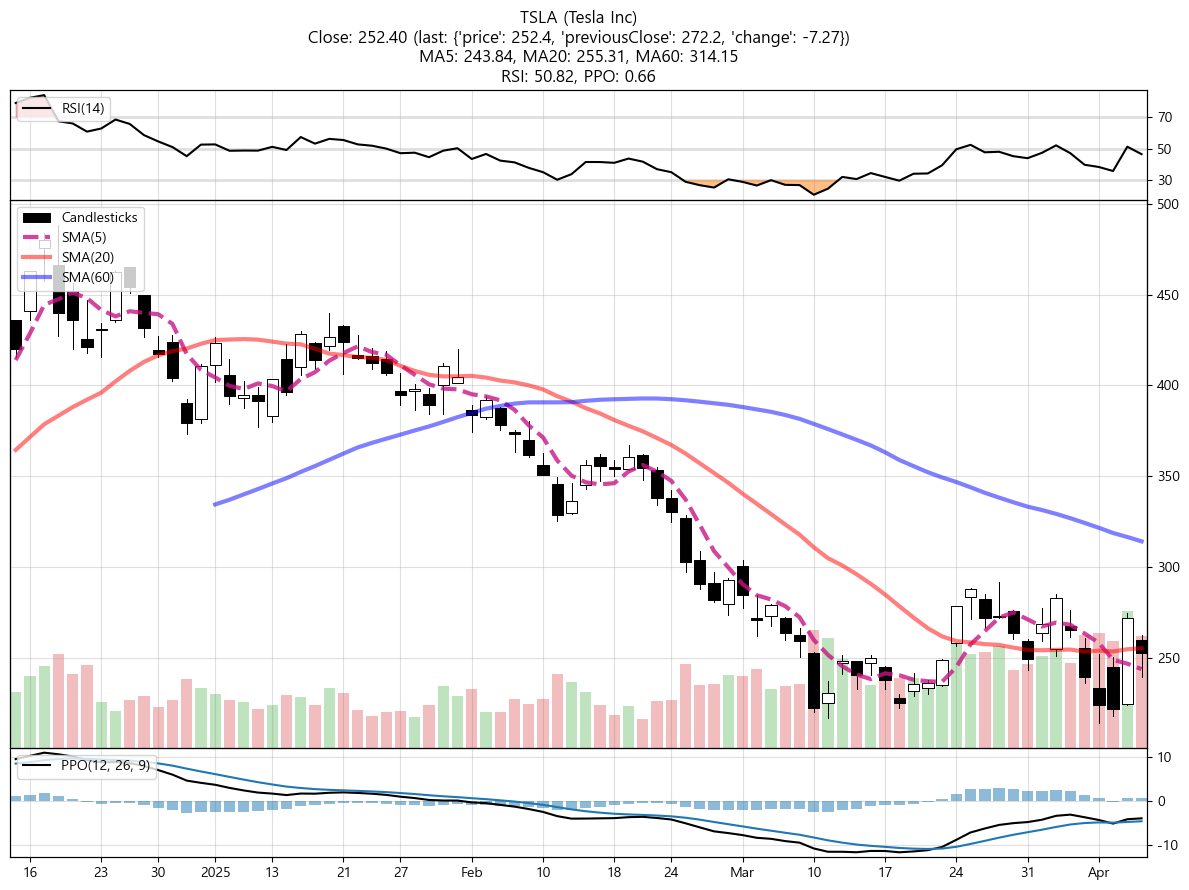 TSLA (Tesla Inc)
Close: 252.40 (last: {'price': 252.4, 'previousClose': 272.2, 'change': -7.27})
MA5: 243.84, MA20: 255.31, MA60: 314.15
RSI: 50.82, PPO: 0.66
RSI(14)
70
50
30
Candlesticks
SMA(5)
SMA(20)
SMA(60)
500
450
400
350
300
250
PPO(12, 26, 9)
10
0
-10
16 23 30 2025 13 21 27 Feb 10 18 24 Mar 10 17 24 31 Apr